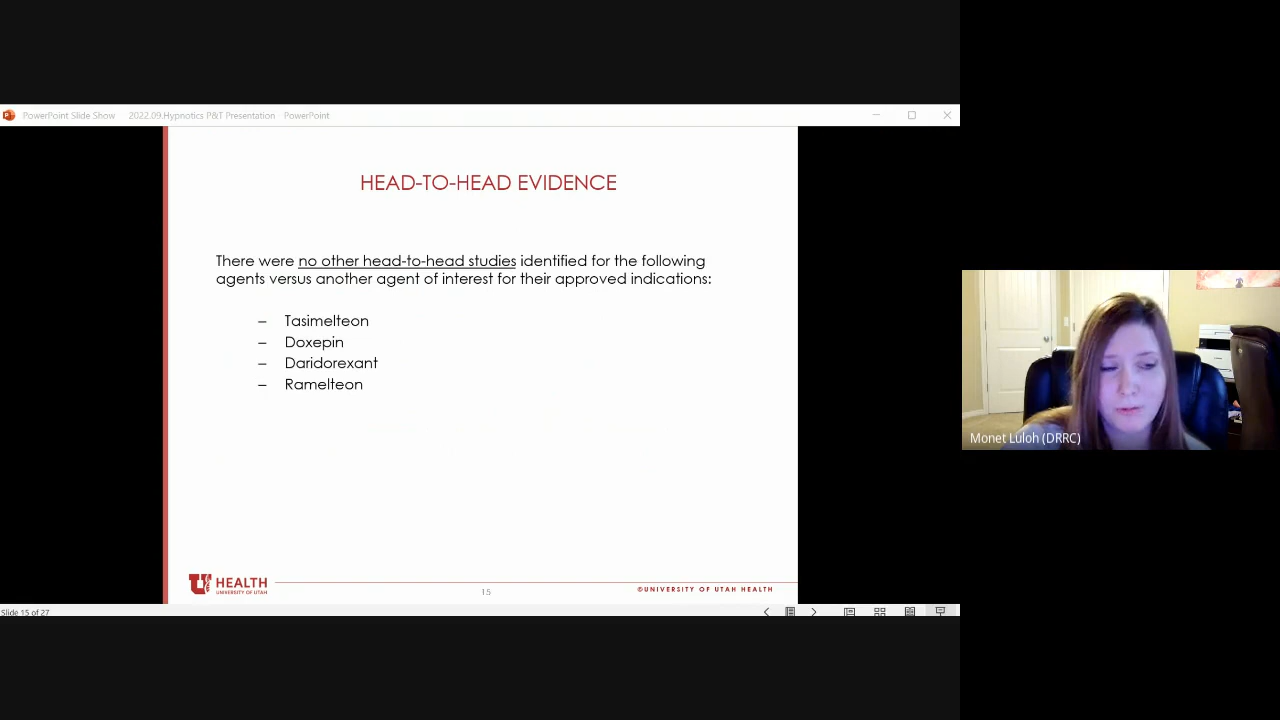 PowerPoint Slide Show 2022.09.Hypnotics P&T Presentation PowerPoint
HEAD-TO-HEAD EVIDENCE
There were no other head-to-head studies identified for the following
agents versus another agent of interest for their approved indications:
– Tasimelteon
– Doxepin
– Daridorexant
– Ramelteon
U HEALTH
UNIVERSITY OF UTAH
15
©UNIVERSITY OF UTAH HEALTH
Slide 15 of 27
Monet Luloh (DRRC)